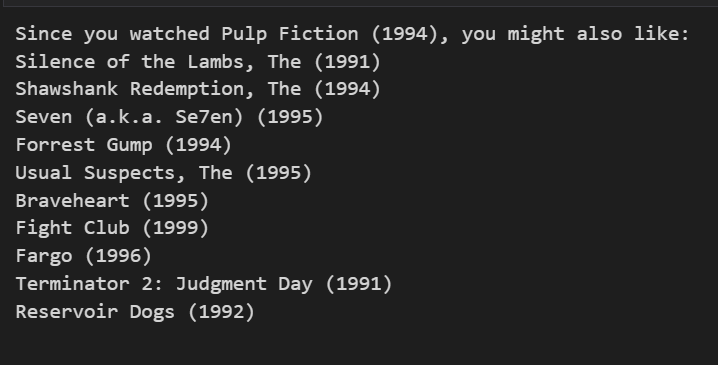 Since you watched Pulp Fiction (1994), you might also like:
Silence of the Lambs, The (1991)
Shawshank Redemption, The (1994)
Seven (a.k.a. Se7en) (1995)
Forrest Gump (1994)
Usual Suspects, The (1995)
Braveheart (1995)
Fight Club (1999)
Fargo (1996)
Terminator 2: Judgment Day (1991)
Reservoir Dogs (1992)